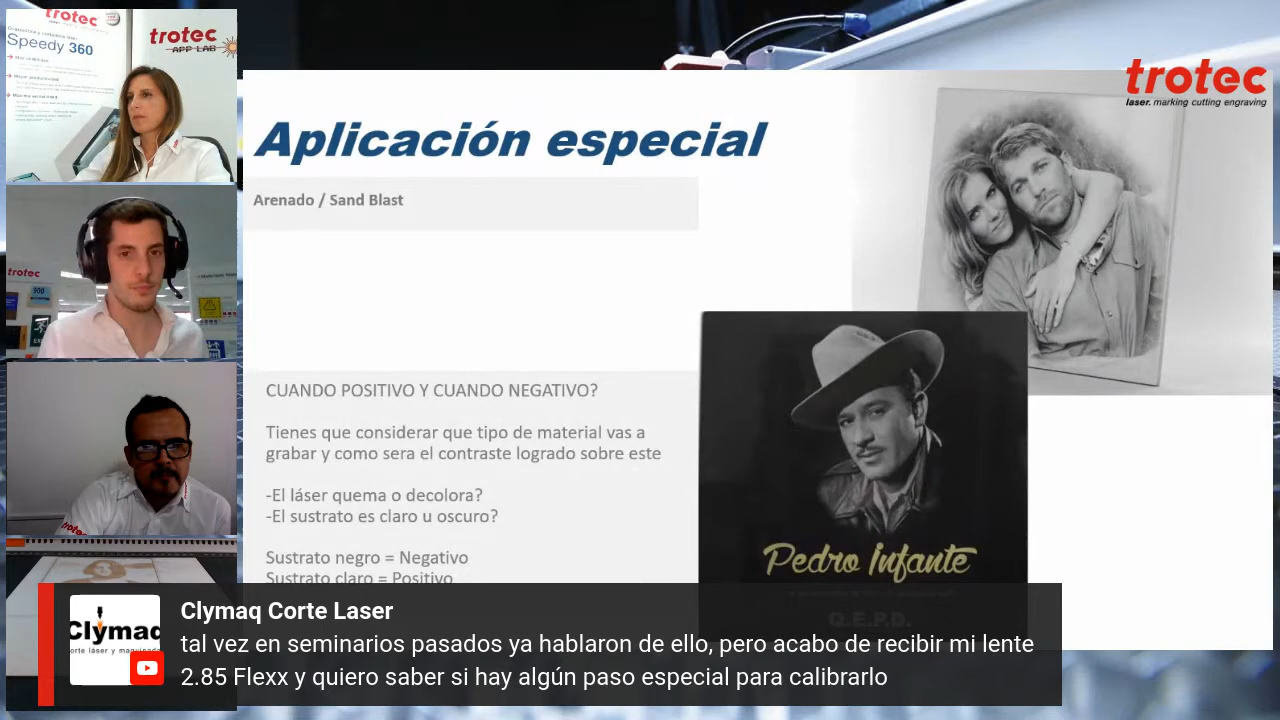 trotec
Speedy 360
trotec
APP LAB
trotec
laser. marking cutting engraving
Aplicación especial
Arenado / Sand Blast
CUANDO POSITIVO Y CUANDO NEGATIVO?
Tienes que considerar que tipo de material vas a
grabar y como sera el contraste logrado sobre este
-El láser quema o decolora?
-El sustrato es claro u oscuro?
Sustrato negro = Negativo
Sustrato claro = Positivo
Pedro infante
Q.E.P.D.
trotec
900
Clymaq
corte láser y maquinado
Clymaq Corte Laser
tal vez en seminarios pasados ya hablaron de ello, pero acabo de recibir mi lente
2.85 Flexx y quiero saber si hay algún paso especial para calibrarlo